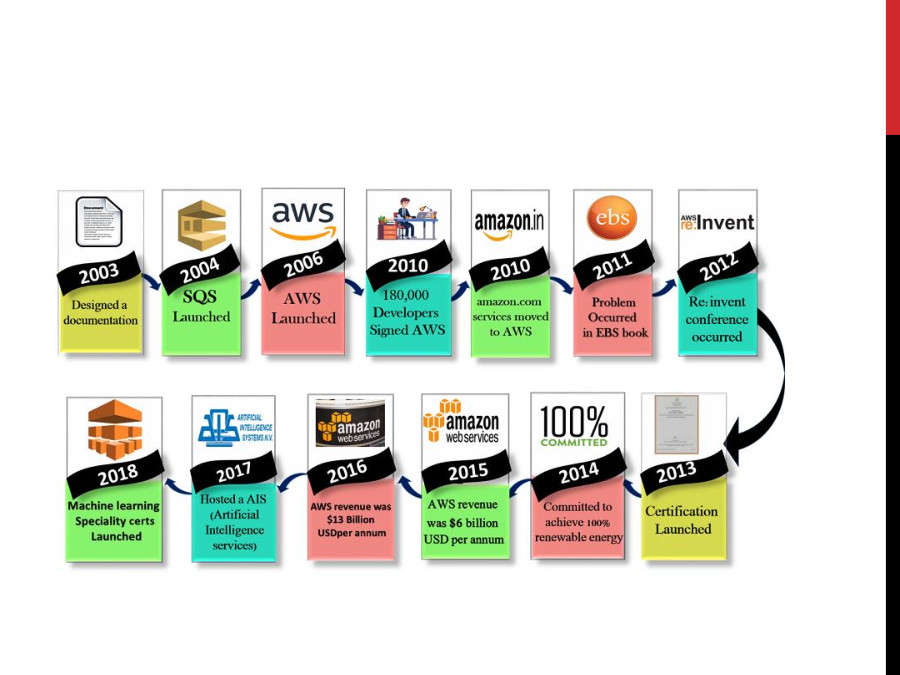 Document
2003
Designed a
documentation
2004
SQS
Launched
aws
2006
AWS
Launched
2010
180,000
Developers
Signed AWS
amazon.in
2010
amazon.com
services moved
to AWS
ebs
2011
Problem
Occurred
in EBS book
AWS
re:Invent
2012
Re: invent
conference
occurred
2013
Certification
Launched
100%
COMMITTED
2014
Committed to
achieve 100%
renewable energy
amazon
webservices
2015
AWS revenue
was $6 billion
USD per annum
amazon
webservices
2016
AWS revenue was
$13 Billion
USDper annum
ARTIFICIAL
INTELLIGENCE
SYSTEMS N.V.
2017
Hosted a AIS
(Artificial
Intelligence
services)
2018
Machine learning
Speciality certs
Launched